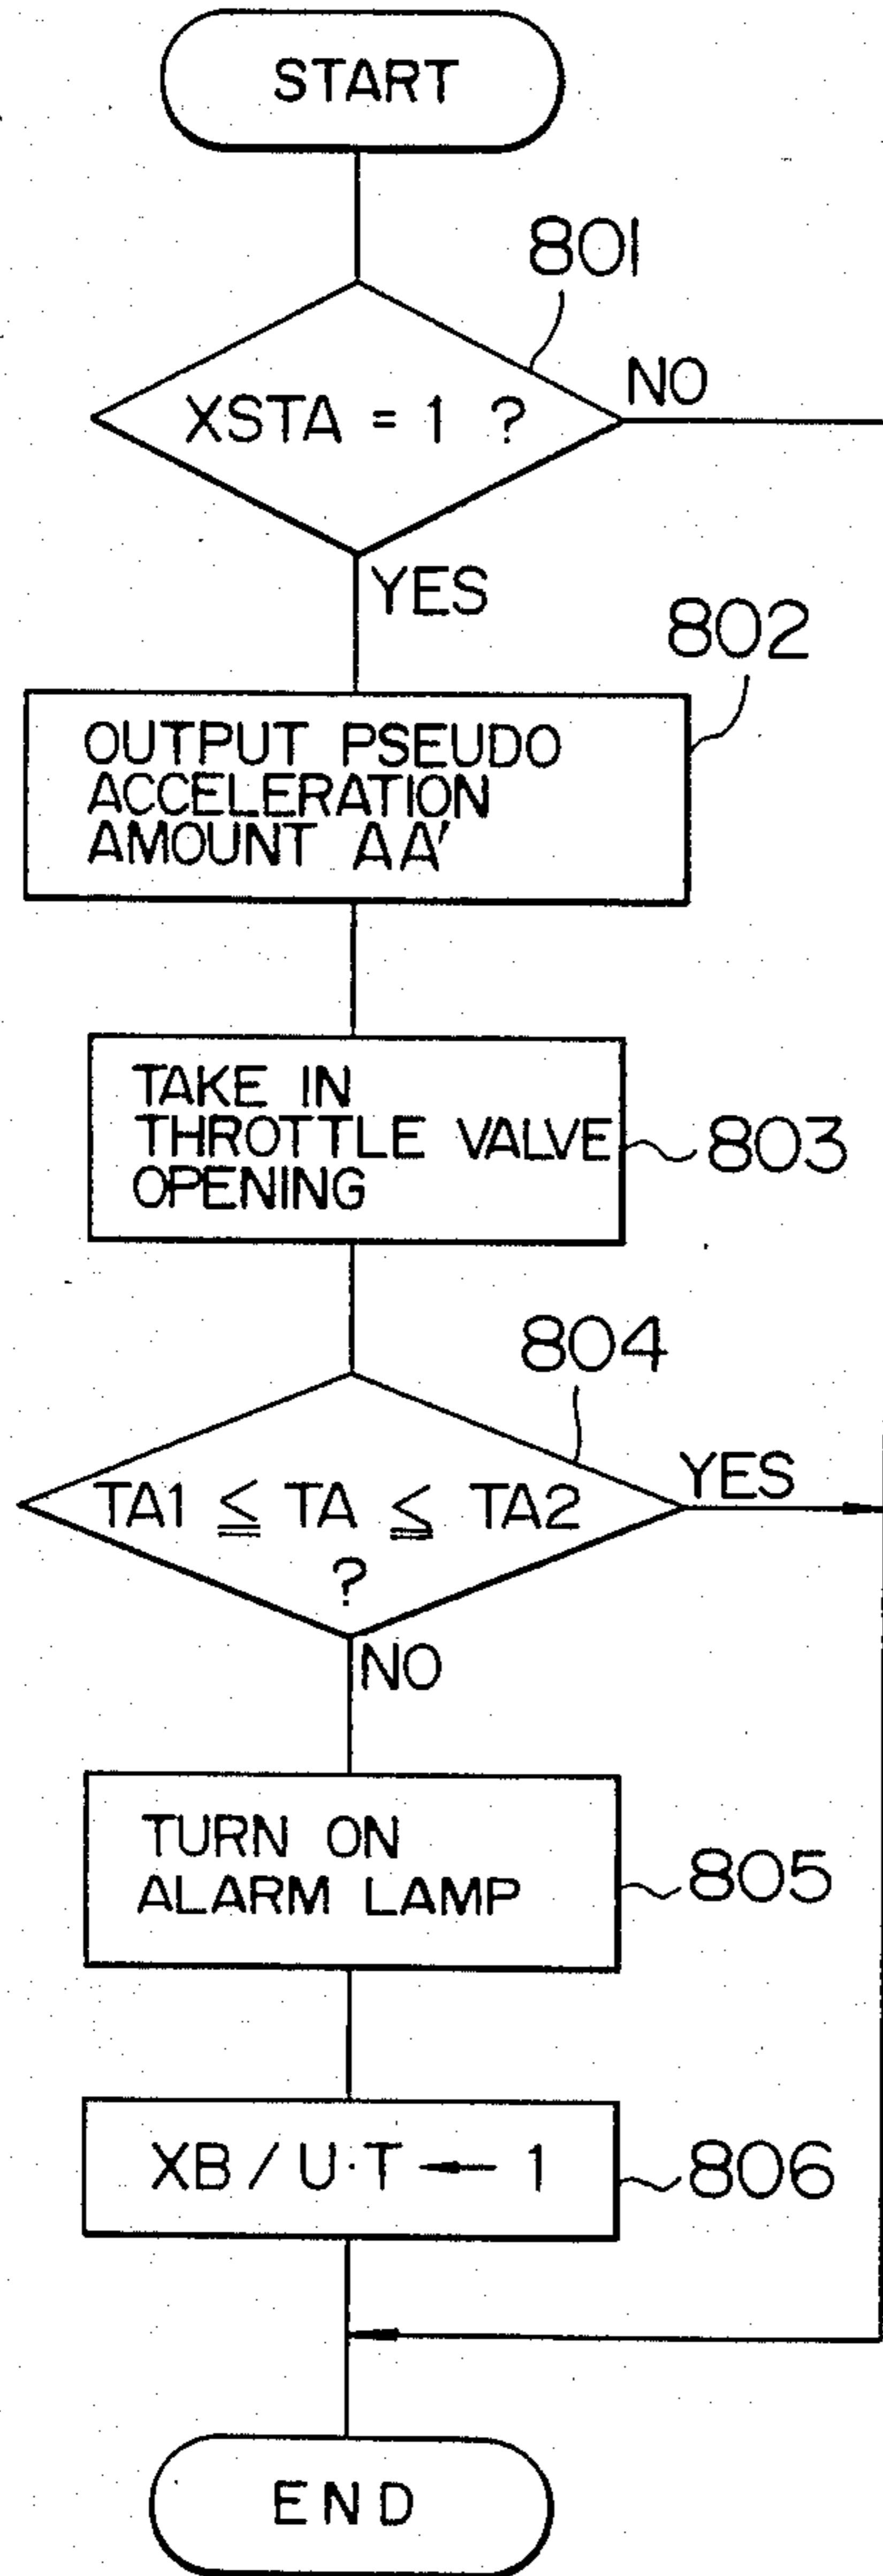 START
801
XSTA = 1 ?
NO
YES
802
OUTPUT PSEUDO
ACCELERATION
AMOUNT AA'
TAKE IN
THROTTLE VALVE
OPENING
803
804
TA1 ≦ TA ≦ TA2
?
YES
NO
TURN ON
ALARM LAMP
805
XB / U·T ← 1
806
END